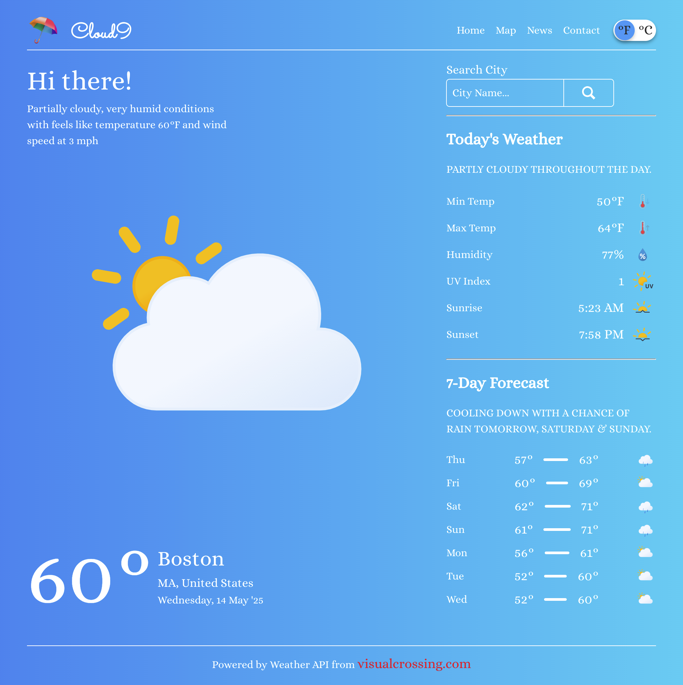 Cloud9
Home Map News Contact °F °C
Hi there!
Partially cloudy, very humid conditions
with feels like temperature 60°F and wind
speed at 3 mph
60°
Boston
MA, United States
Wednesday, 14 May '25
Search City
City Name...
Today's Weather
PARTLY CLOUDY THROUGHOUT THE DAY.
Min Temp 50°F
Max Temp 64°F
Humidity 77% %
UV Index 1 UV
Sunrise 5:23 AM
Sunset 7:58 PM
7-Day Forecast
COOLING DOWN WITH A CHANCE OF
RAIN TOMORROW, SATURDAY & SUNDAY.
Thu 57° 63°
Fri 60° 69°
Sat 62° 71°
Sun 61° 71°
Mon 56° 61°
Tue 52° 60°
Wed 52° 60°
Powered by Weather API from visualcrossing.com